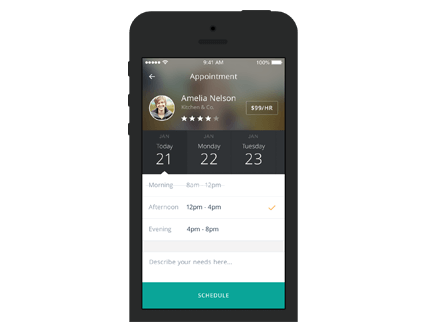 9:41 AM 100%
Appointment
Amelia Nelson
Kitchen & Co.
$99/HR
JAN JAN JAN
Today Monday Tuesday
21 22 23
Morning 8am - 12pm
Afternoon 12pm - 4pm
Evening 4pm - 8pm
Describe your needs here...
SCHEDULE